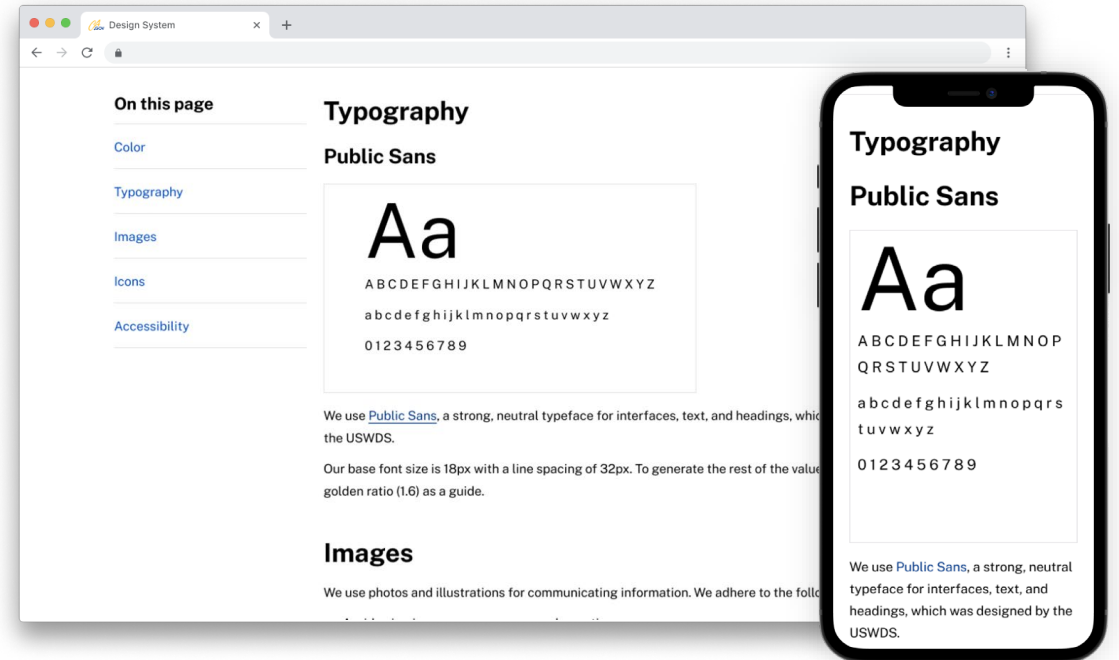 Design System
On this page
Color
Typography
Images
Icons
Accessibility
Typography
Public Sans
Aa
A B C D E F G H I J K L M N O P Q R S T U V W X Y Z
a b c d e f g h i j k l m n o p q r s t u v w x y z
0 1 2 3 4 5 6 7 8 9
We use Public Sans, a strong, neutral typeface for interfaces, text, and headings,
the USWDS.
Our base font size is 18px with a line spacing of 32px. To generate the rest of the
golden ratio (1.6) as a guide.
Images
We use photos and illustrations for communicating information. We adhere to the
Typography
Public Sans
Aa
A B C D E F G H I J K L M N O P
Q R S T U V W X Y Z
a b c d e f g h i j k l m n o p q r s
t u v w x y z
0 1 2 3 4 5 6 7 8 9
We use Public Sans, a strong, neutral
typeface for interfaces, text, and
headings, which was designed by the
USWDS.